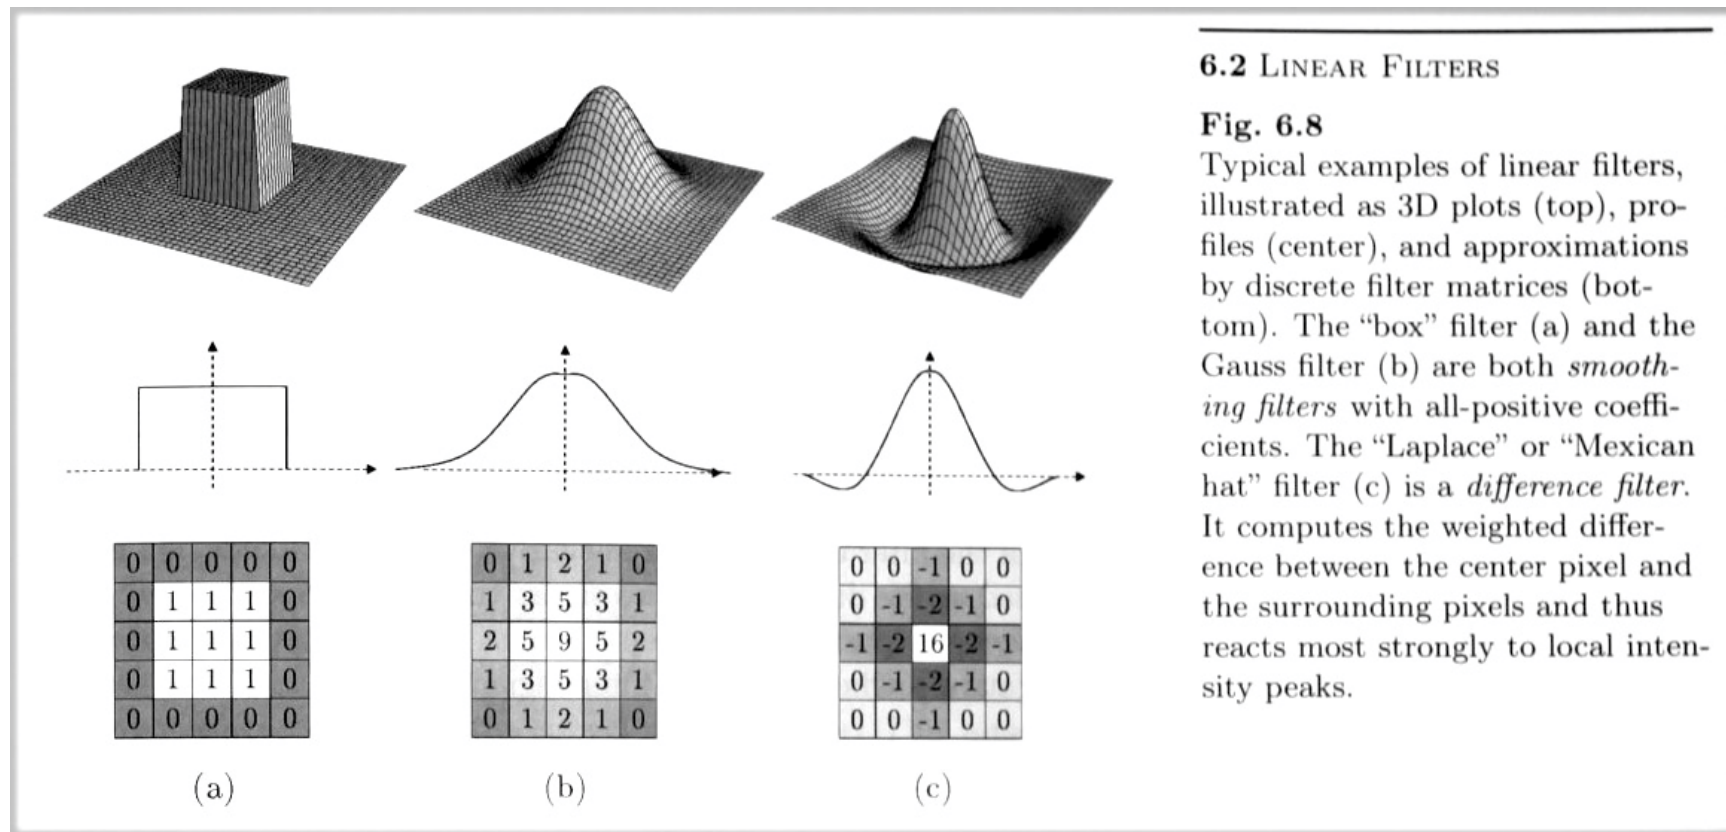 6.2 LINEAR FILTERS
Fig. 6.8
Typical examples of linear filters,
illustrated as 3D plots (top), pro-
files (center), and approximations
by discrete filter matrices (bot-
tom). The “box” filter (a) and the
Gauss filter (b) are both smooth-
ing filters with all-positive coeffi-
cients. The “Laplace” or “Mexican
hat” filter (c) is a difference filter.
It computes the weighted differ-
ence between the center pixel and
the surrounding pixels and thus
reacts most strongly to local inten-
sity peaks.
0 0 0 0 0
0 1 1 1 0
0 1 1 1 0
0 1 1 1 0
0 0 0 0 0
(a)
0 1 2 1 0
1 3 5 3 1
2 5 9 5 2
1 3 5 3 1
0 1 2 1 0
(b)
0 0 -1 0 0
0 -1 -2 -1 0
-1 -2 16 -2 -1
0 -1 -2 -1 0
0 0 -1 0 0
(c)